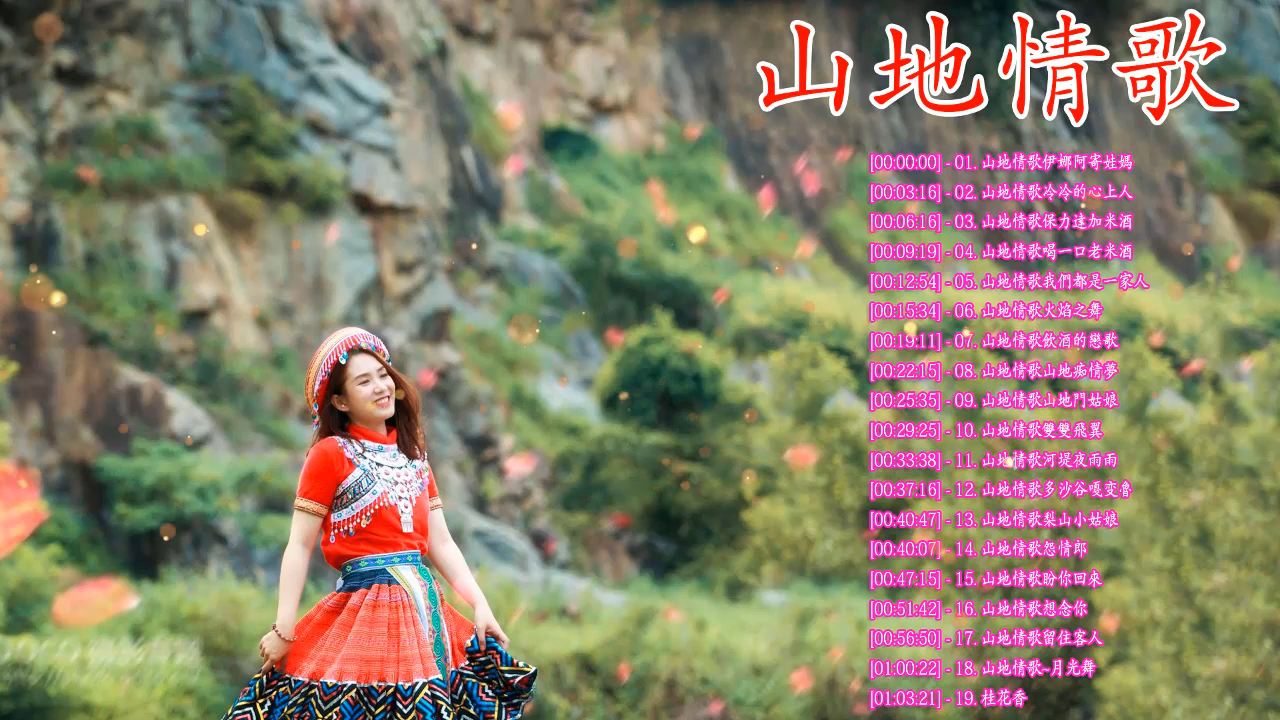 山地情歌
[00:00:00] - 01. 山地情歌伊娜阿寄姓媽
[00:03:16] - 02. 山地情歌冷冷的心上人
[00:06:16] - 03. 山地情歌保力達加米酒
[00:09:19] - 04. 山地情歌喝一口老米酒
[00:12:54] - 05. 山地情歌我們都是一家人
[00:15:34] - 06. 山地情歌火焰之舞
[00:19:11] - 07. 山地情歌飲酒的戀歌
[00:22:15] - 08. 山地情歌山地痴情夢
[00:25:35] - 09. 山地情歌山地門姑娘
[00:29:25] - 10. 山地情歌雙雙飛翼
[00:33:38] - 11. 山地情歌河堤夜雨雨
[00:37:16] - 12. 山地情歌多沙谷嘎变魯
[00:40:47] - 13. 山地情歌梨山小姑娘
[00:40:07] - 14. 山地情歌怨情郎
[00:47:15] - 15. 山地情歌盼你回來
[00:51:42] - 16. 山地情歌想念你
[00:56:50] - 17. 山地情歌留住客人
[01:00:22] - 18. 山地情歌~月光舞
[01:03:21] - 19. 桂花香